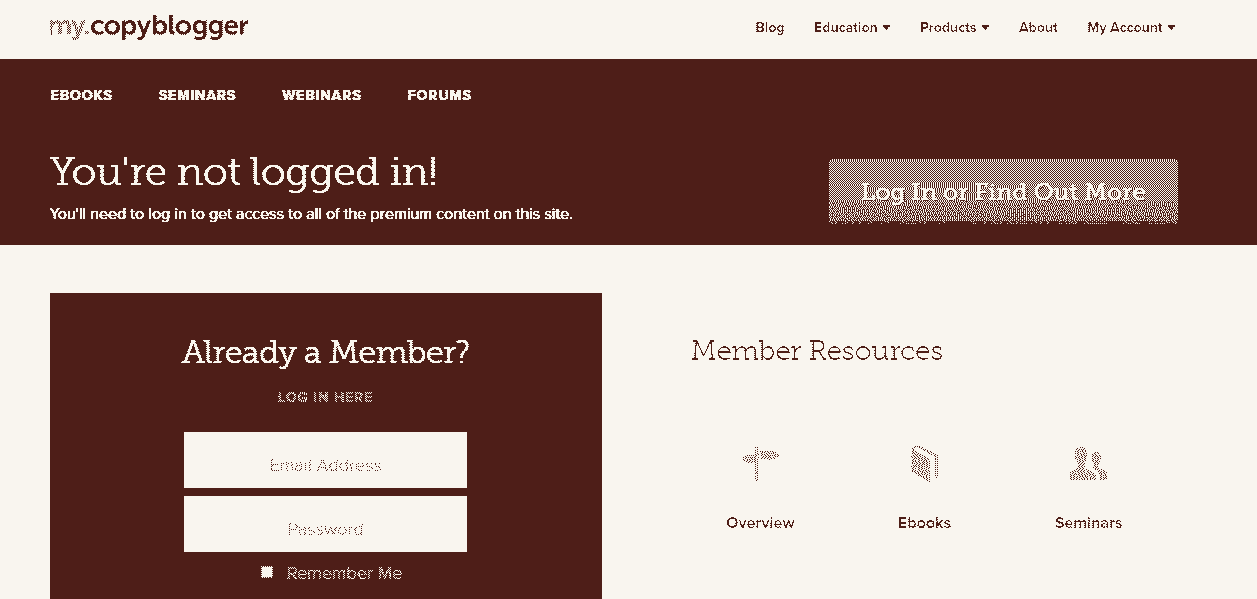 my.copyblogger
Blog Education Products About My Account
EBOOKS SEMINARS WEBINARS FORUMS
You're not logged in!
You'll need to log in to get access to all of the premium content on this site.
Log In or Find Out More
Already a Member?
LOG IN HERE
Email Address
Password
Remember Me
Member Resources
Overview Ebooks Seminars